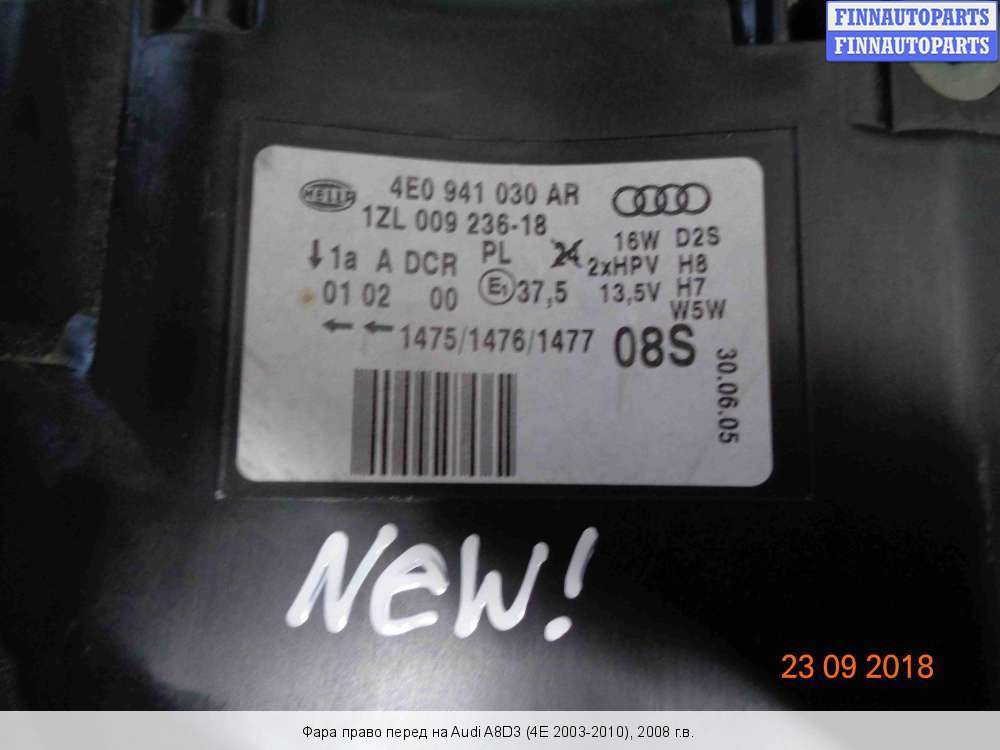 FINNAUTOPARTS
FINNAUTOPARTS
HELLA
4E0 941 030 AR
1ZL 009 236-18
16W D2S
1a A DCR PL 24 2xHPV H8
01 02 00 E1 37,5 13,5V H7
W5W
1475/1476/1477 08S
30.06.05
NEW!
23 09 2018
Фара право перед на Audi A8D3 (4E 2003-2010), 2008 г.в.